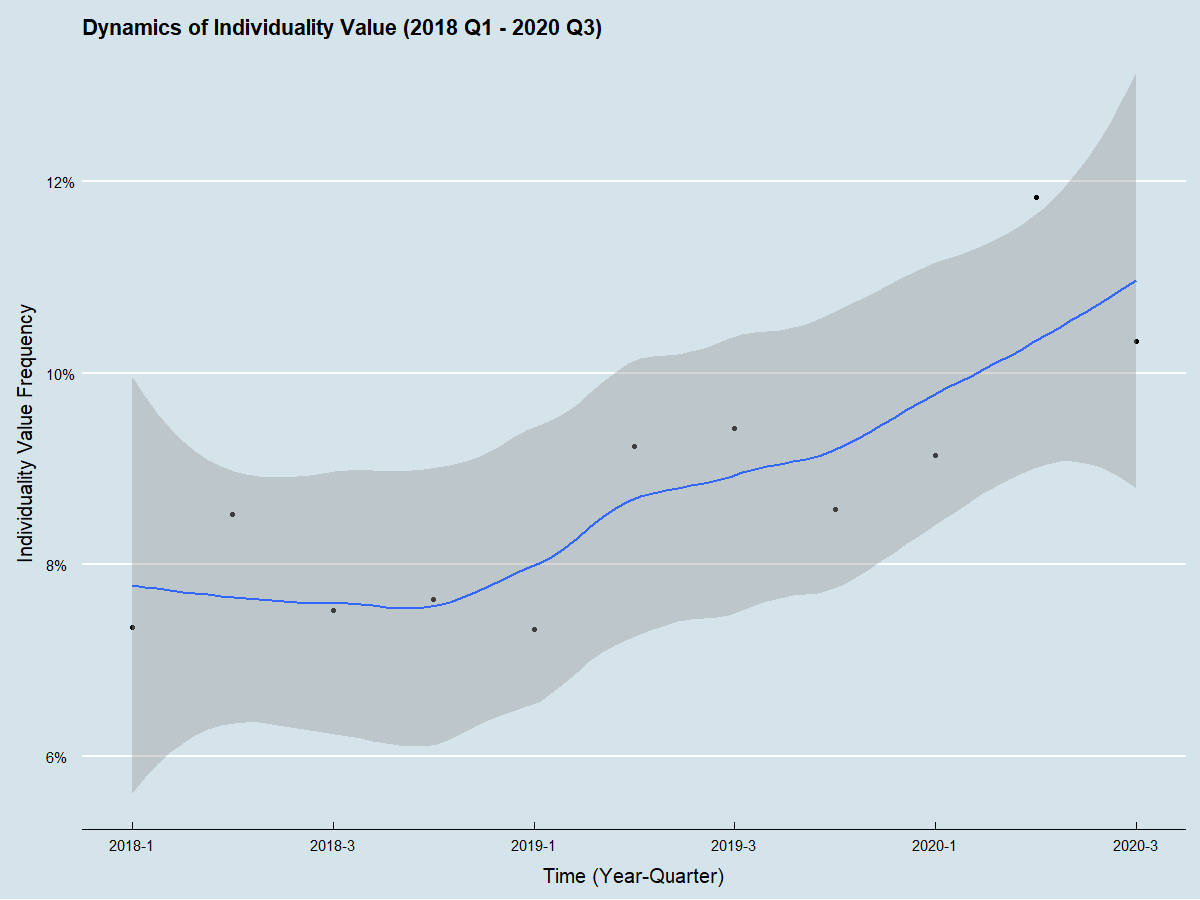 Dynamics of Individuality Value (2018 Q1 - 2020 Q3)
Individuality Value Frequency
12%
10%
8%
6%
2018-1 2018-3 2019-1 2019-3 2020-1 2020-3
Time (Year-Quarter)